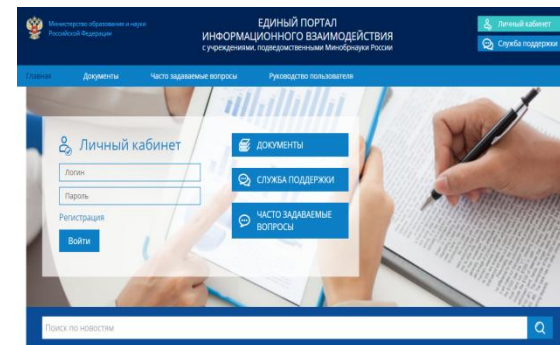 Министерство образования и науки
Российской Федерации
ЕДИНЫЙ ПОРТАЛ
ИНФОРМАЦИОННОГО ВЗАИМОДЕЙСТВИЯ
с учреждениями, подведомственными Минобрнауки России
Личный кабинет
Служба поддержки
Главная Документы Часто задаваемые вопросы Руководство пользователя
Личный кабинет
Логин
Пароль
Регистрация
Войти
ДОКУМЕНТЫ
СЛУЖБА ПОДДЕРЖКИ
ЧАСТО ЗАДАВАЕМЫЕ
ВОПРОСЫ
Поиск по новостям